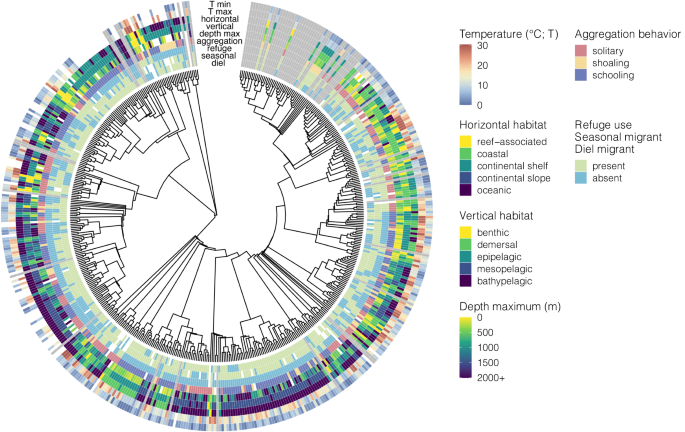 T min
T max
horizontal
vertical
depth max
aggregation
refuge
seasonal
diel
Temperature (°C; T)
30
20
10
0
Aggregation behavior
solitary
shoaling
schooling
Horizontal habitat
reef−associated
coastal
continental shelf
continental slope
oceanic
Refuge use
Seasonal migrant
Diel migrant
present
absent
Vertical habitat
benthic
demersal
epipelagic
mesopelagic
bathypelagic
Depth maximum (m)
0
500
1000
1500
2000+